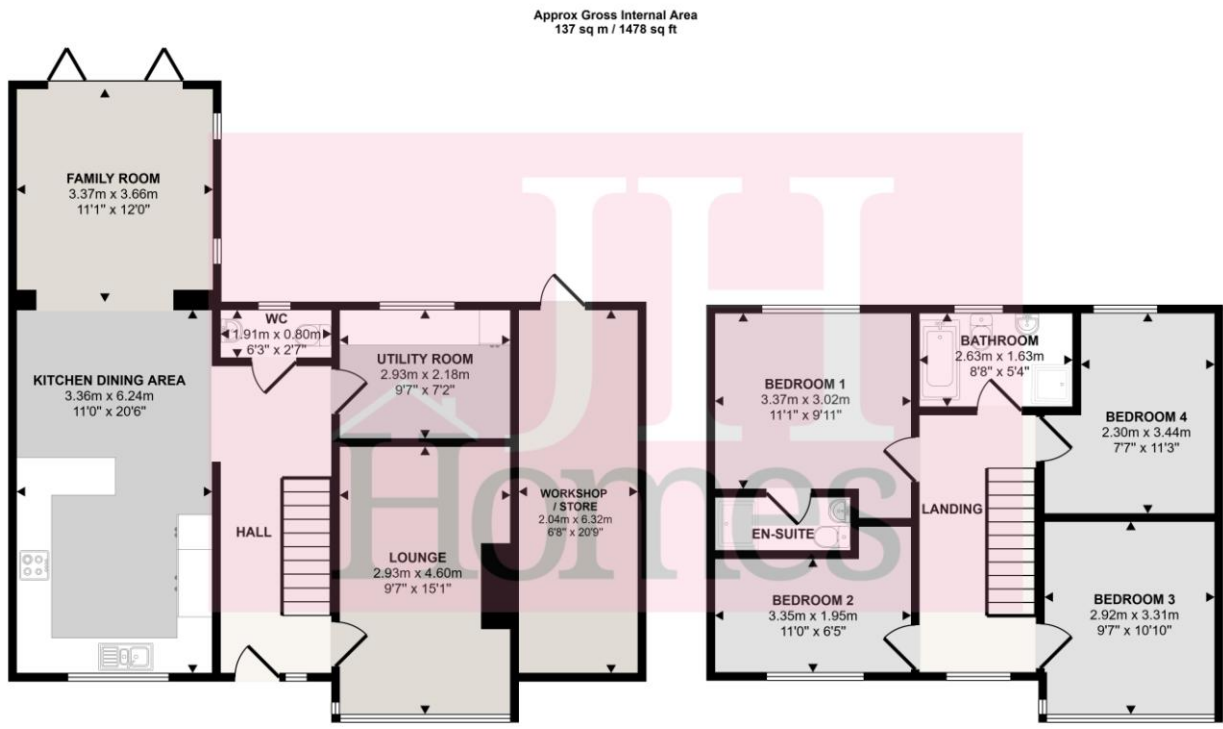 Approx Gross Internal Area
137 sq m / 1478 sq ft
FAMILY ROOM
3.37m x 3.66m
11'1" x 12'0"
KITCHEN DINING AREA
3.36m x 6.24m
11'0" x 20'6"
WC
1.91m x 0.80m
6'3" x 2'7"
UTILITY ROOM
2.93m x 2.18m
9'7" x 7'2"
HALL
LOUNGE
2.93m x 4.60m
9'7" x 15'1"
WORKSHOP
/ STORE
2.04m x 6.32m
6'8" x 20'9"
BEDROOM 1
3.37m x 3.02m
11'1" x 9'11"
BATHROOM
2.63m x 1.63m
8'8" x 5'4"
BEDROOM 4
2.30m x 3.44m
7'7" x 11'3"
LANDING
EN-SUITE
BEDROOM 2
3.35m x 1.95m
11'0" x 6'5"
BEDROOM 3
2.92m x 3.31m
9'7" x 10'10"
JH
Homes